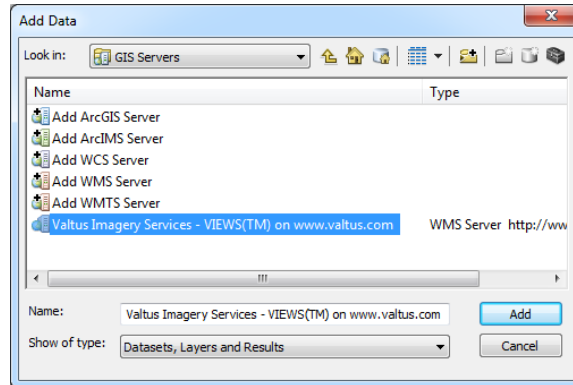 Add Data
Look in: GIS Servers
Name Type
Add ArcGIS Server
Add ArcIMS Server
Add WCS Server
Add WMS Server
Add WMTS Server
Valtus Imagery Services - VIEWS(TM) on www.valtus.com WMS Server http://ww
Name: Valtus Imagery Services - VIEWS(TM) on www.valtus.com Add
Show of type: Datasets, Layers and Results Cancel